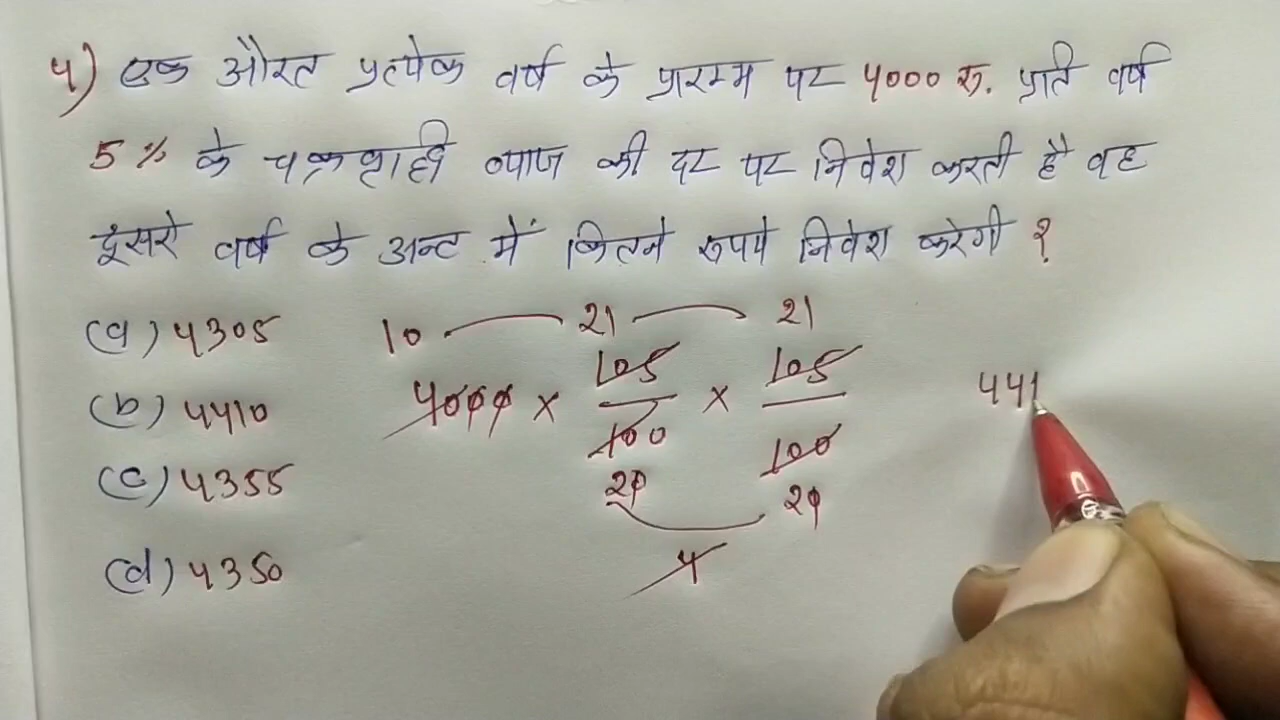 4) एक औरत प्रत्येक वर्ष के प्रारम्भ पर 4000 रु. प्रति वर्ष
5 % के चक्रवृद्धि ब्याज की दर पर निवेश करती है वह
दूसरो वर्ष के अन्ट में कितने रूपये निवेश करेगी ?
(a) 4305
(b) 4410
(c) 4355
(d) 4350
10 21 21
4000 × 105/100 × 105/100
20 20
4
441